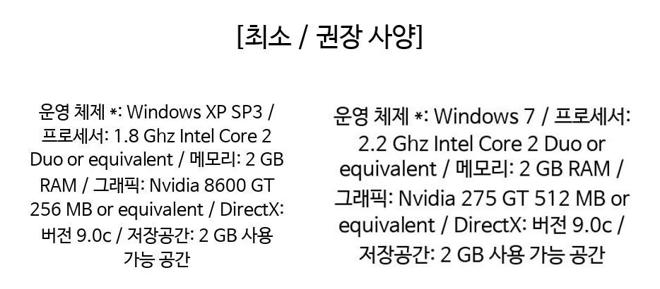 [최소 / 권장 사양]
운영 체제 *: Windows XP SP3 /
프로세서: 1.8 Ghz Intel Core 2
Duo or equivalent / 메모리: 2 GB
RAM / 그래픽: Nvidia 8600 GT
256 MB or equivalent / DirectX:
버전 9.0c / 저장공간: 2 GB 사용
가능 공간
운영 체제 *: Windows 7 / 프로세서:
2.2 Ghz Intel Core 2 Duo or
equivalent / 메모리: 2 GB RAM /
그래픽: Nvidia 275 GT 512 MB or
equivalent / DirectX: 버전 9.0c /
저장공간: 2 GB 사용 가능 공간